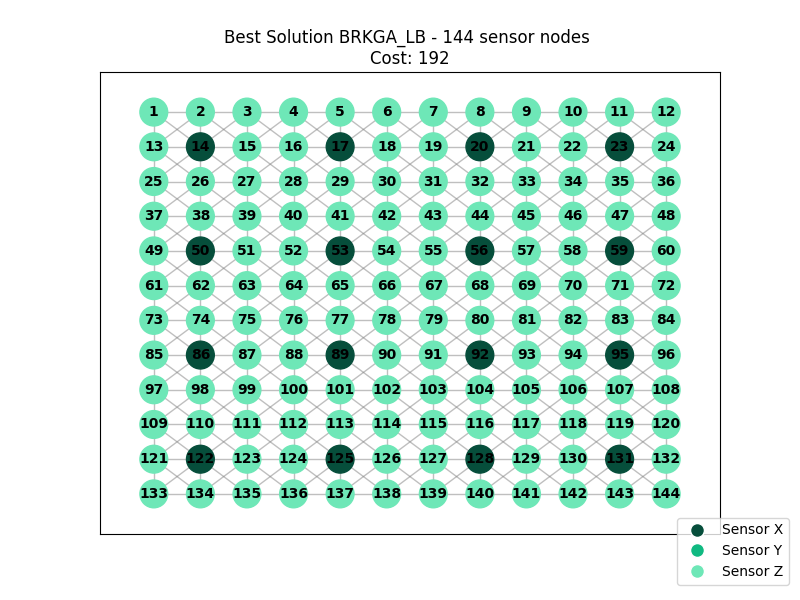 Best Solution BRKGA_LB - 144 sensor nodes
Cost: 192
1 2 3 4 5 6 7 8 9 10 11 12
13 14 15 16 17 18 19 20 21 22 23 24
25 26 27 28 29 30 31 32 33 34 35 36
37 38 39 40 41 42 43 44 45 46 47 48
49 50 51 52 53 54 55 56 57 58 59 60
61 62 63 64 65 66 67 68 69 70 71 72
73 74 75 76 77 78 79 80 81 82 83 84
85 86 87 88 89 90 91 92 93 94 95 96
97 98 99 100 101 102 103 104 105 106 107 108
109 110 111 112 113 114 115 116 117 118 119 120
121 122 123 124 125 126 127 128 129 130 131 132
133 134 135 136 137 138 139 140 141 142 143 144
Sensor X
Sensor Y
Sensor Z